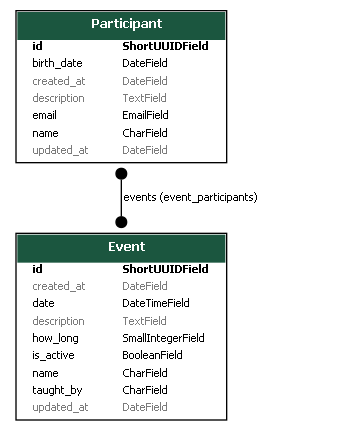 Participant
id ShortUUIDField
birth_date DateField
created_at DateField
description TextField
email EmailField
name CharField
updated_at DateField
events (event_participants)
Event
id ShortUUIDField
created_at DateField
date DateTimeField
description TextField
how_long SmallIntegerField
is_active BooleanField
name CharField
taught_by CharField
updated_at DateField